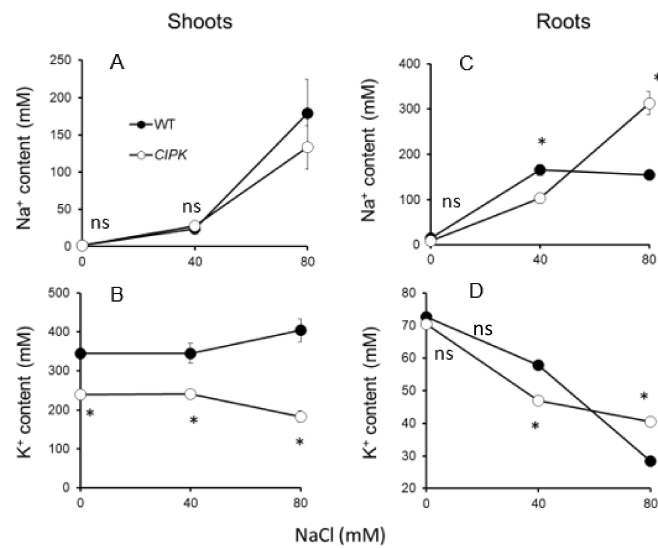 Shoots
Roots
A
Na⁺ content (mM)
250
200
150
100
50
0
WT
CIPK
ns
ns
0
40
80
C
Na⁺ content (mM)
400
300
200
100
0
ns
*
*
0
40
80
B
K⁺ content (mM)
500
400
300
200
100
0
*
*
*
0
40
80
D
K⁺ content (mM)
80
70
60
50
40
30
20
ns
ns
*
*
0
40
80
NaCl (mM)